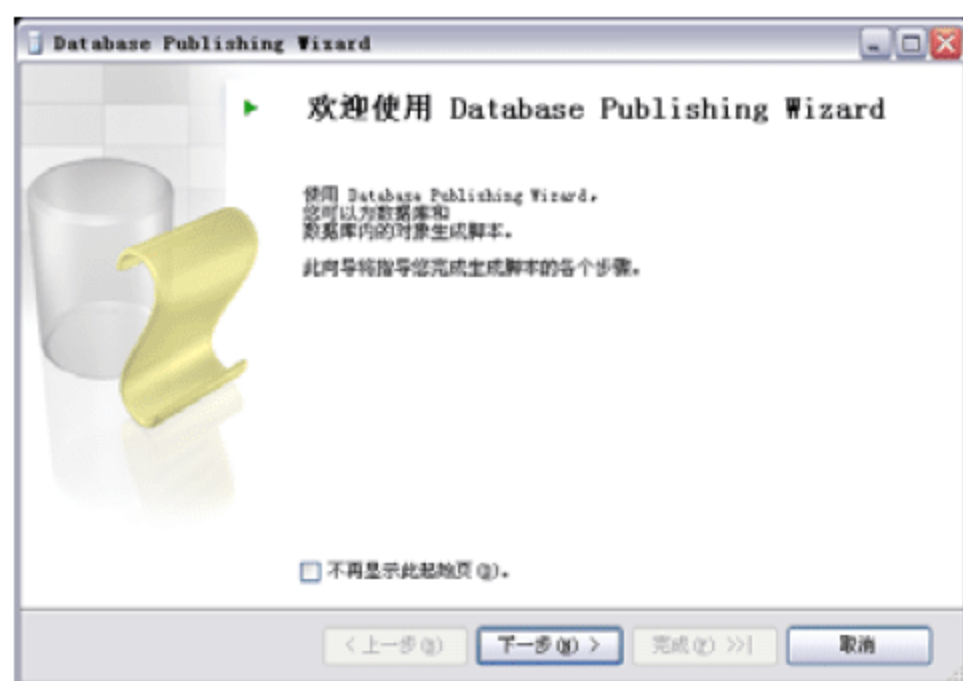 Database Publishing Wizard
欢迎使用 Database Publishing Wizard
使用 Database Publishing Wizard,
您可以为数据库和
数据库内的对象生成脚本。
此向导将指导您完成生成脚本的各个步骤。
不再显示此起始页(Q)。
<上一步(B) 下一步(N) > 完成(F) >>| 取消